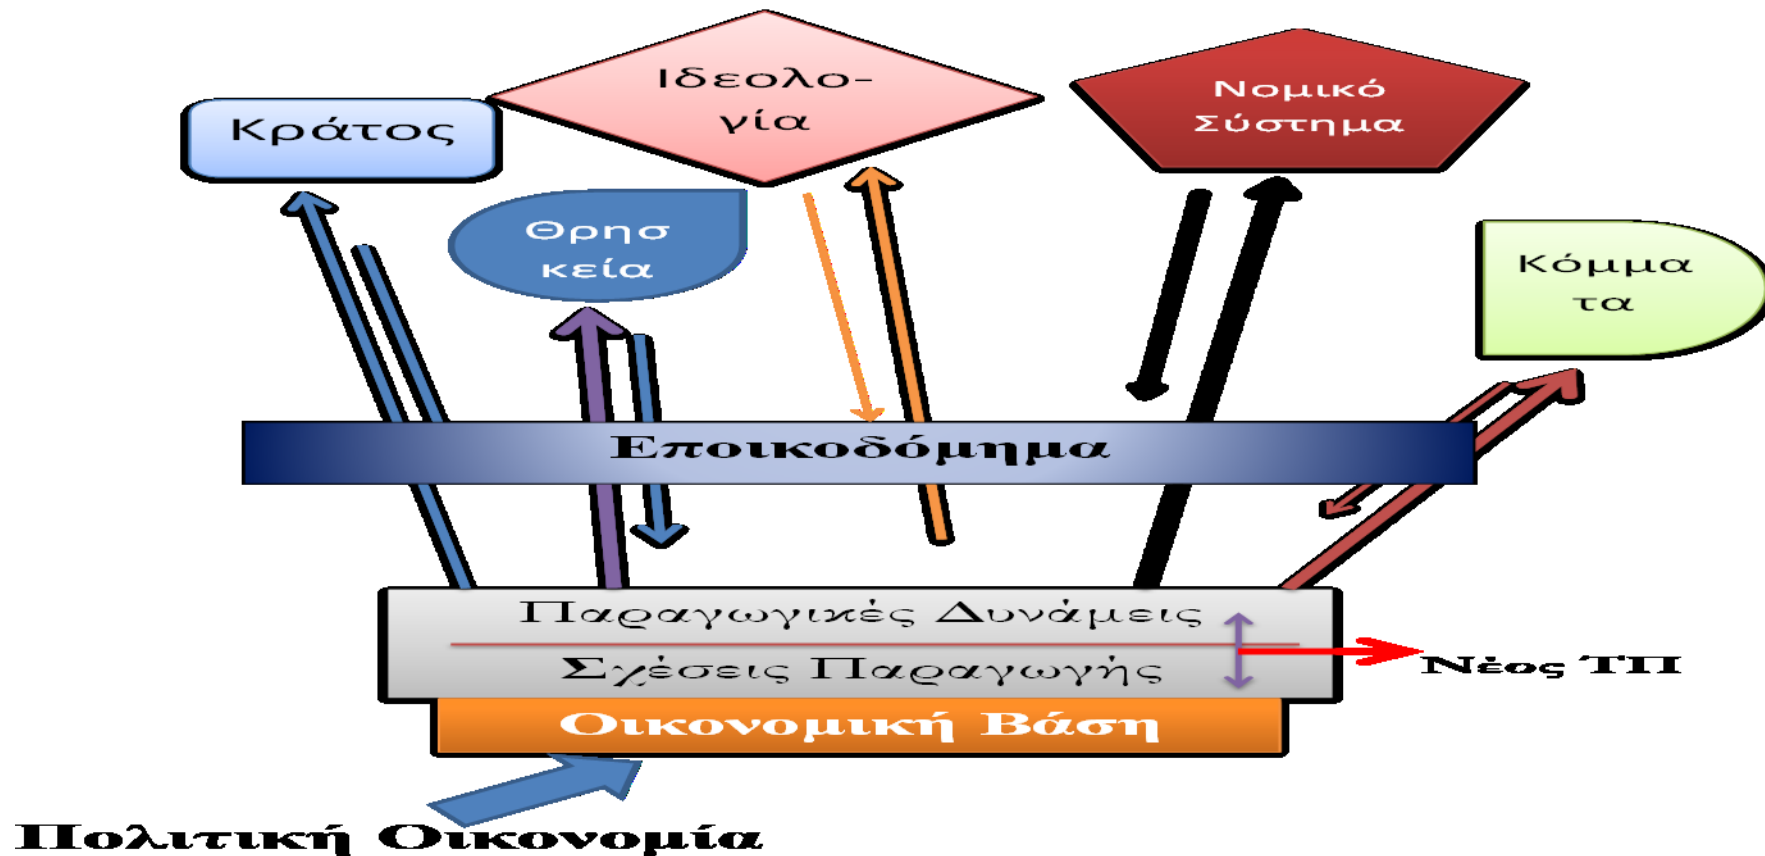 Ιδεολο-
γία
Νομικό
Σύστημα
Κράτος
Θρησ
κεία
Κόμμα
τα
Εποικοδόμημα
Παραγωγικές Δυνάμεις
Σχέσεις Παραγωγής
Νέος ΤΠ
Οικονομική Βάση
Πολιτική Οικονομία